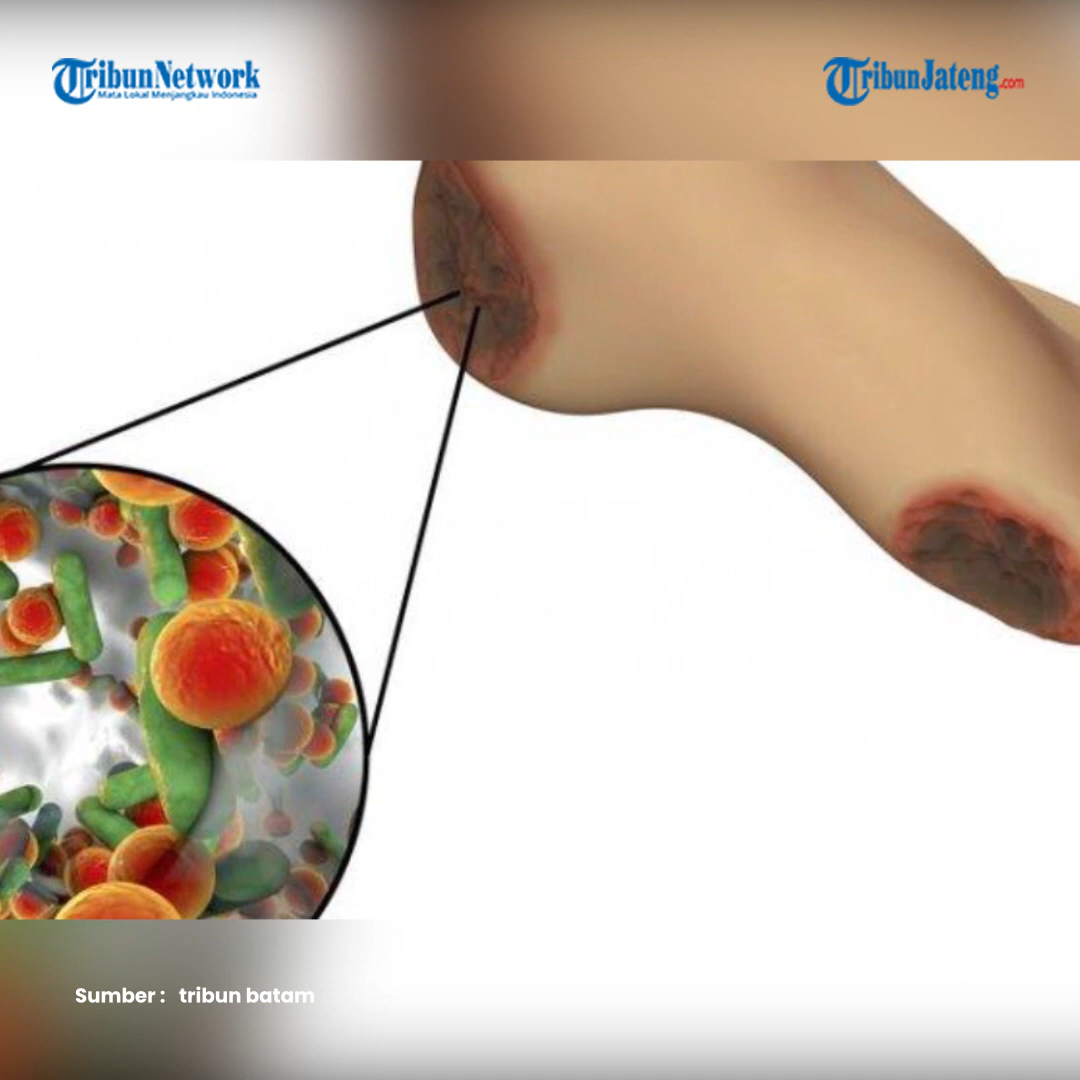 TribunNetwork
Mata Lokal Menjangkau Indonesia
TribunJateng.com
Sumber : tribun batam